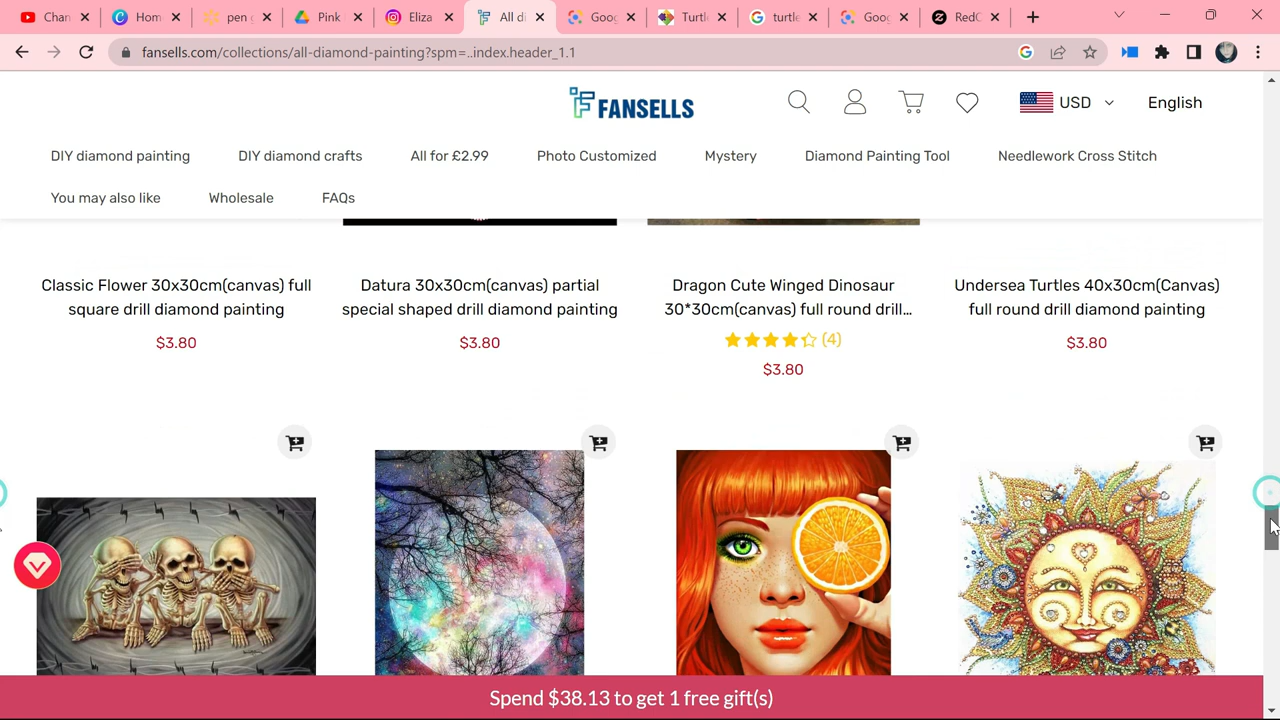 Chan
Hom
pen g
Pink
Eliza
All di
Goog
Turtle
turtle
Goog
RedC
fansells.com/collections/all-diamond-painting?spm=..index.header_1.1
FANSELLS
USD
English
DIY diamond painting
DIY diamond crafts
All for £2.99
Photo Customized
Mystery
Diamond Painting Tool
Needlework Cross Stitch
You may also like
Wholesale
FAQs
Classic Flower 30x30cm(canvas) full
square drill diamond painting
$3.80
Datura 30x30cm(canvas) partial
special shaped drill diamond painting
$3.80
Dragon Cute Winged Dinosaur
30*30cm(canvas) full round drill...
(4)
$3.80
Undersea Turtles 40x30cm(Canvas)
full round drill diamond painting
$3.80
Spend $38.13 to get 1 free gift(s)